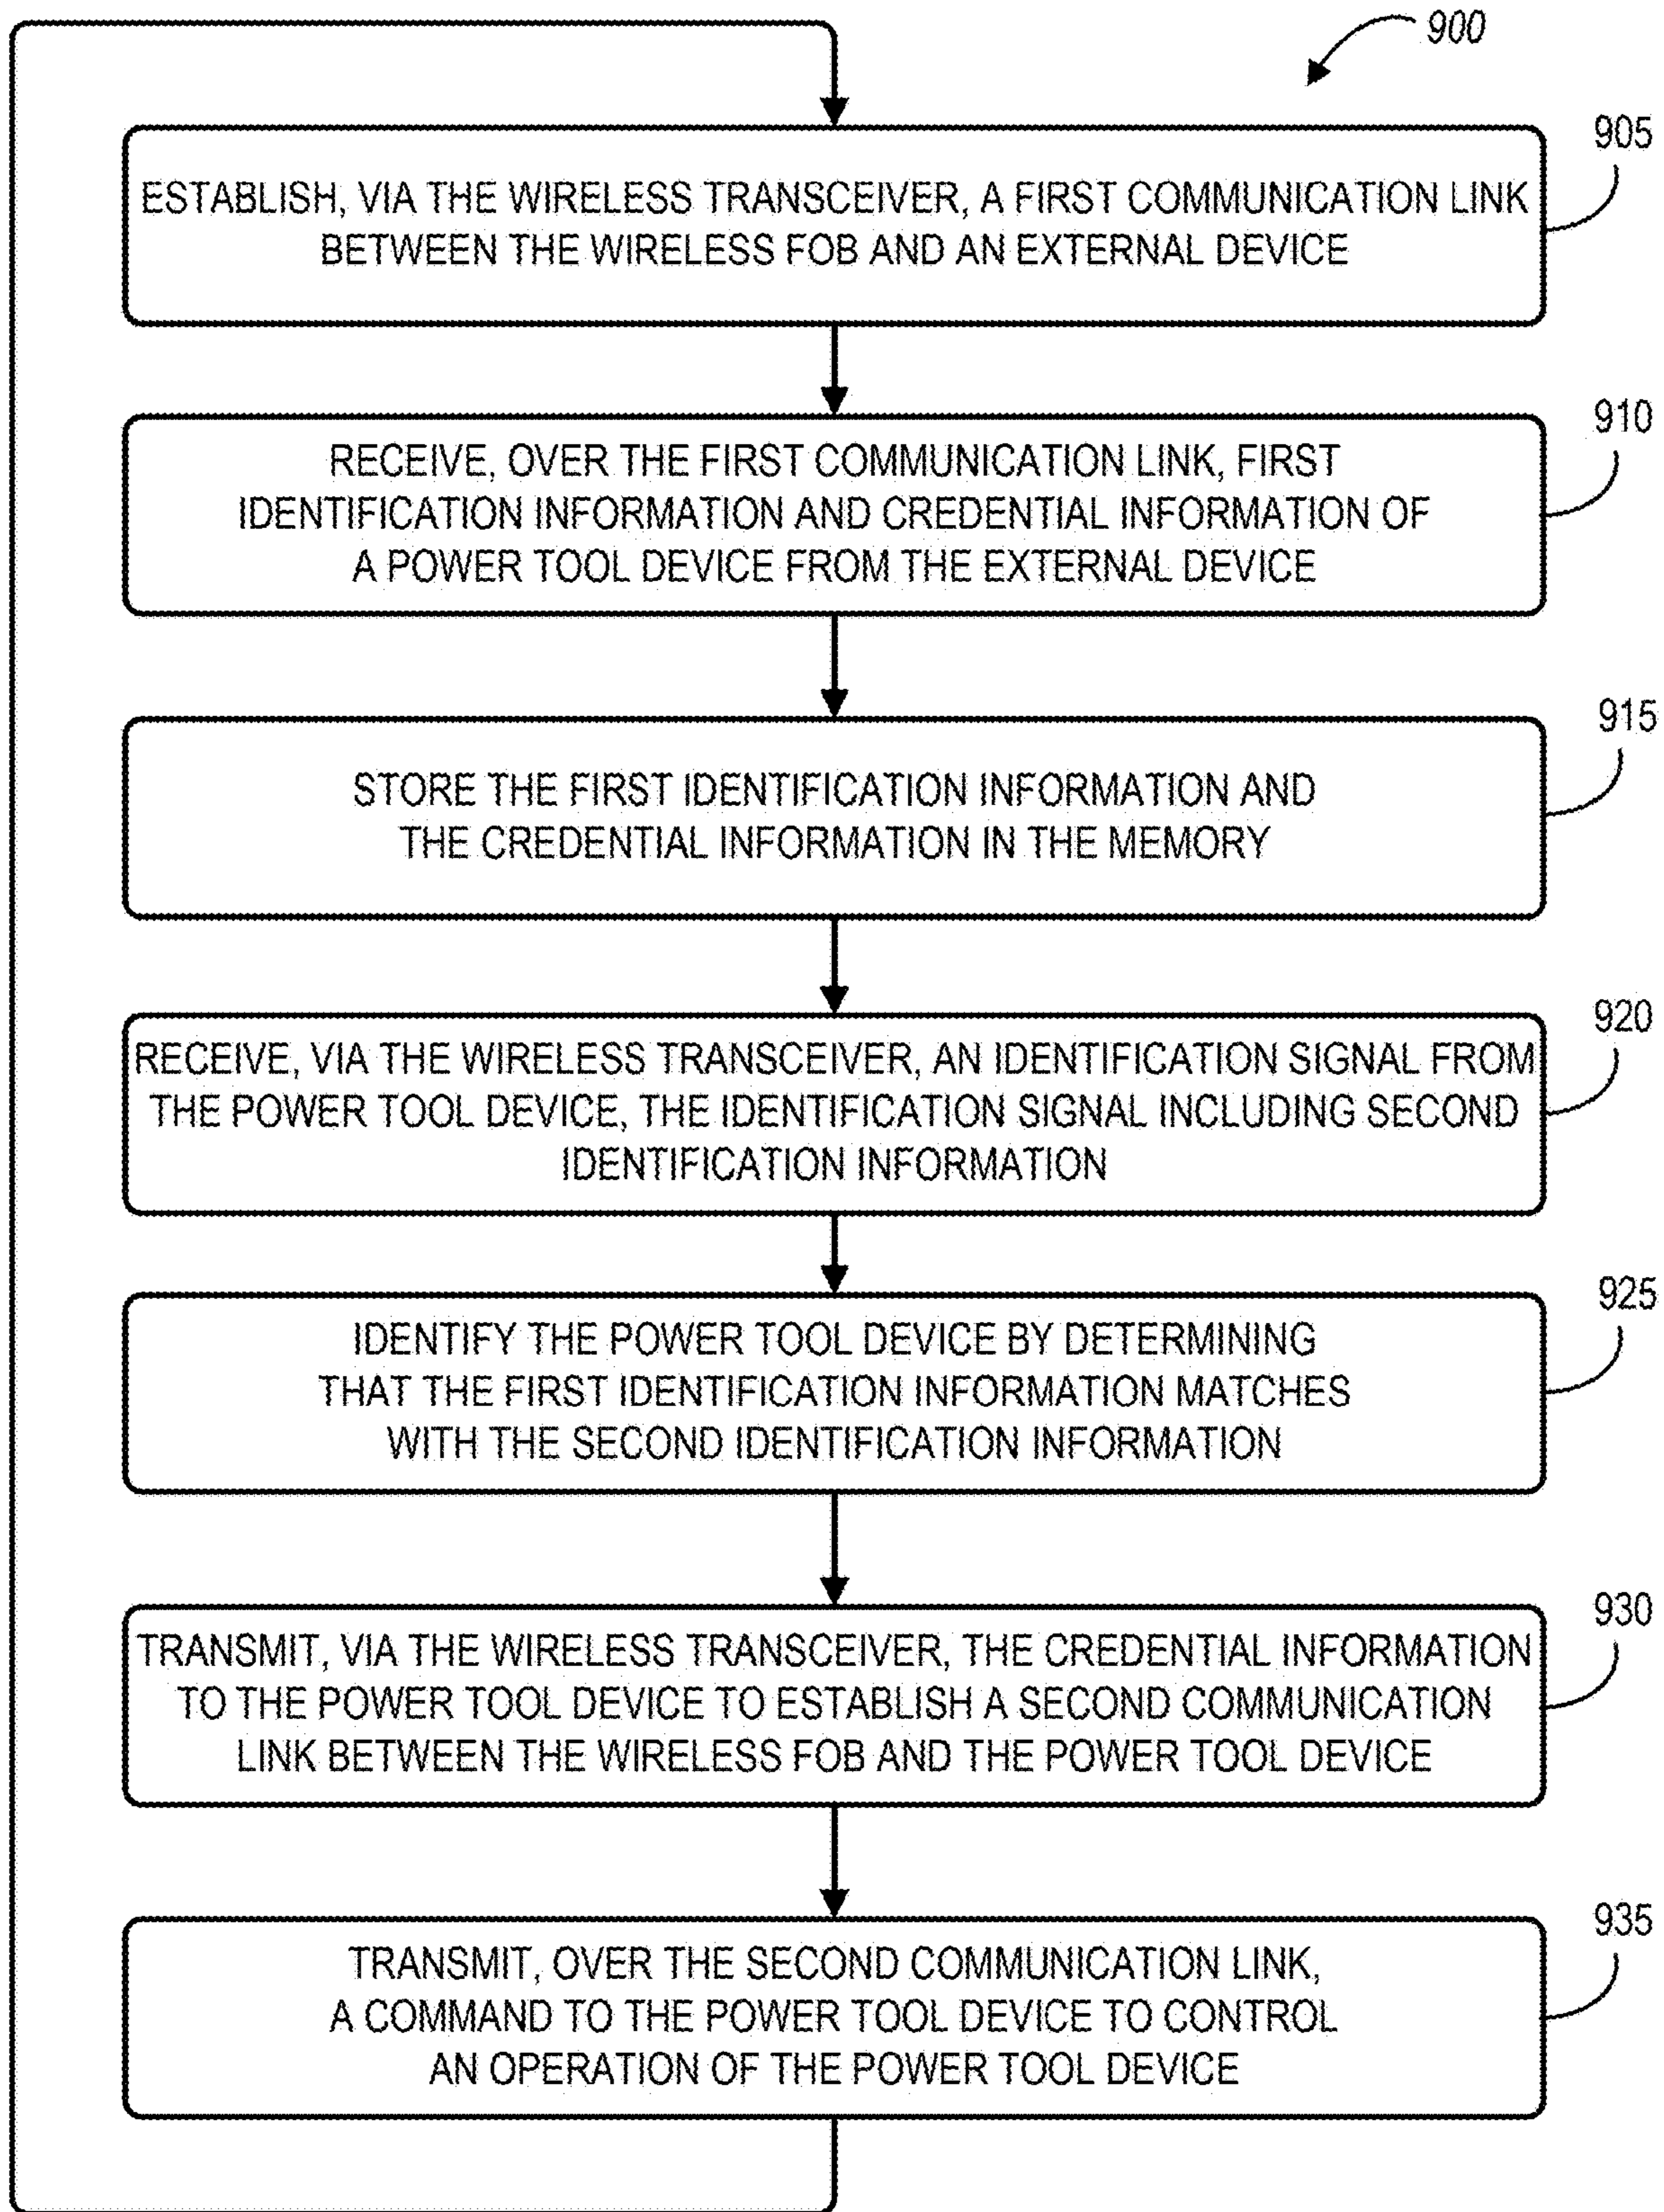 900
905
ESTABLISH, VIA THE WIRELESS TRANSCEIVER, A FIRST COMMUNICATION LINK
BETWEEN THE WIRELESS FOB AND AN EXTERNAL DEVICE
910
RECEIVE, OVER THE FIRST COMMUNICATION LINK, FIRST
IDENTIFICATION INFORMATION AND CREDENTIAL INFORMATION OF
A POWER TOOL DEVICE FROM THE EXTERNAL DEVICE
915
STORE THE FIRST IDENTIFICATION INFORMATION AND
THE CREDENTIAL INFORMATION IN THE MEMORY
920
RECEIVE, VIA THE WIRELESS TRANSCEIVER, AN IDENTIFICATION SIGNAL FROM
THE POWER TOOL DEVICE, THE IDENTIFICATION SIGNAL INCLUDING SECOND
IDENTIFICATION INFORMATION
925
IDENTIFY THE POWER TOOL DEVICE BY DETERMINING
THAT THE FIRST IDENTIFICATION INFORMATION MATCHES
WITH THE SECOND IDENTIFICATION INFORMATION
930
TRANSMIT, VIA THE WIRELESS TRANSCEIVER, THE CREDENTIAL INFORMATION
TO THE POWER TOOL DEVICE TO ESTABLISH A SECOND COMMUNICATION
LINK BETWEEN THE WIRELESS FOB AND THE POWER TOOL DEVICE
935
TRANSMIT, OVER THE SECOND COMMUNICATION LINK,
A COMMAND TO THE POWER TOOL DEVICE TO CONTROL
AN OPERATION OF THE POWER TOOL DEVICE